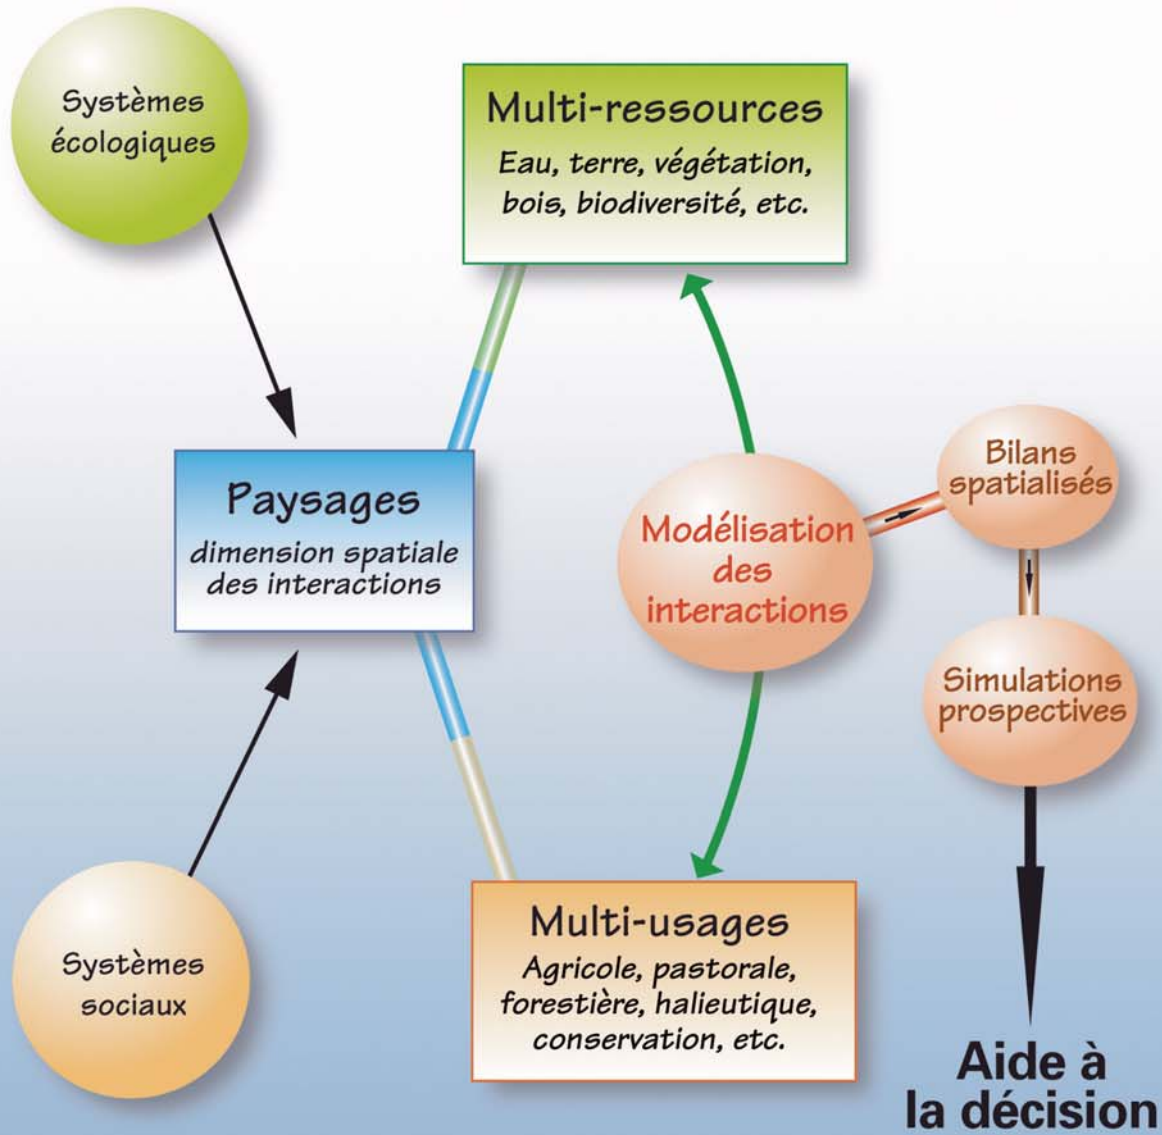 Systèmes
écologiques
Multi-ressources
Eau, terre, végétation,
bois, biodiversité, etc.
Paysages
dimension spatiale
des interactions
Modélisation
des
interactions
Bilans
spatialisés
Simulations
prospectives
Systèmes
sociaux
Multi-usages
Agricole, pastorale,
forestière, halieutique,
conservation, etc.
Aide à
la décision